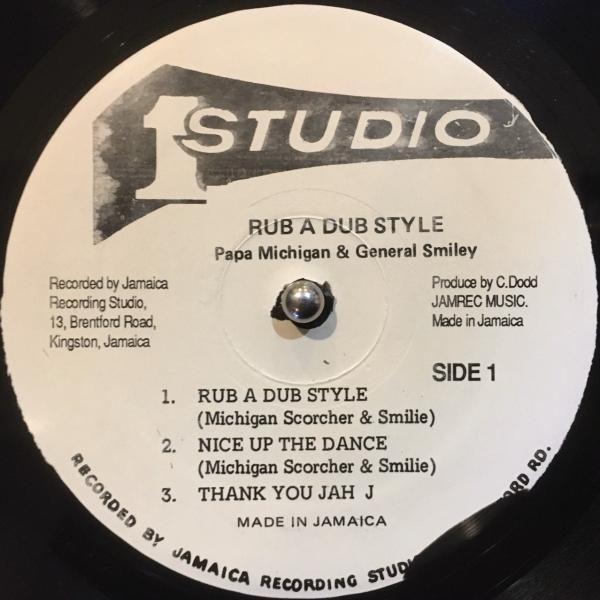 1 STUDIO
RUB A DUB STYLE
Papa Michigan & General Smiley
Recorded by Jamaica
Recording Studio,
13, Brentford Road,
Kingston, Jamaica
Produce by C.Dodd
JAMREC MUSIC.
Made in Jamaica
SIDE 1
1. RUB A DUB STYLE
(Michigan Scorcher & Smilie)
2. NICE UP THE DANCE
(Michigan Scorcher & Smilie)
3. THANK YOU JAH J
MADE IN JAMAICA
RECORDED BY JAMAICA RECORDING STUDI ORD RD.